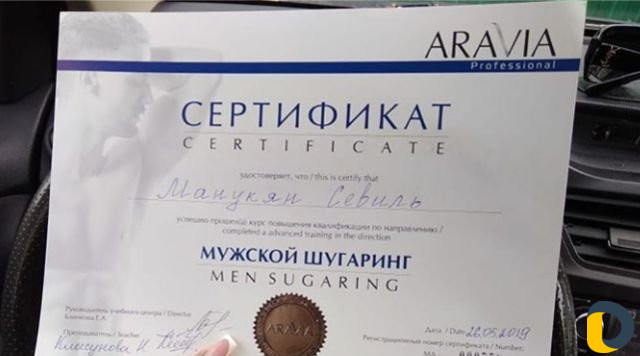 ARAVIA
Professional
СЕРТИФИКАТ
CERTIFICATE
удостоверяет, что / this is certify that
Манукян Севиль
успешно прошел(а) курс повышения квалификации по направлению /
completed a advanced training in the direction
МУЖСКОЙ ШУГАРИНГ
MEN SUGARING
Руководитель учебного центра / Director
Блинкова Е.А.
Преподаватель / Teacher
ARAVIA
Дата / Date 26.05.2019
Регистрационный номер сертификата / Number: